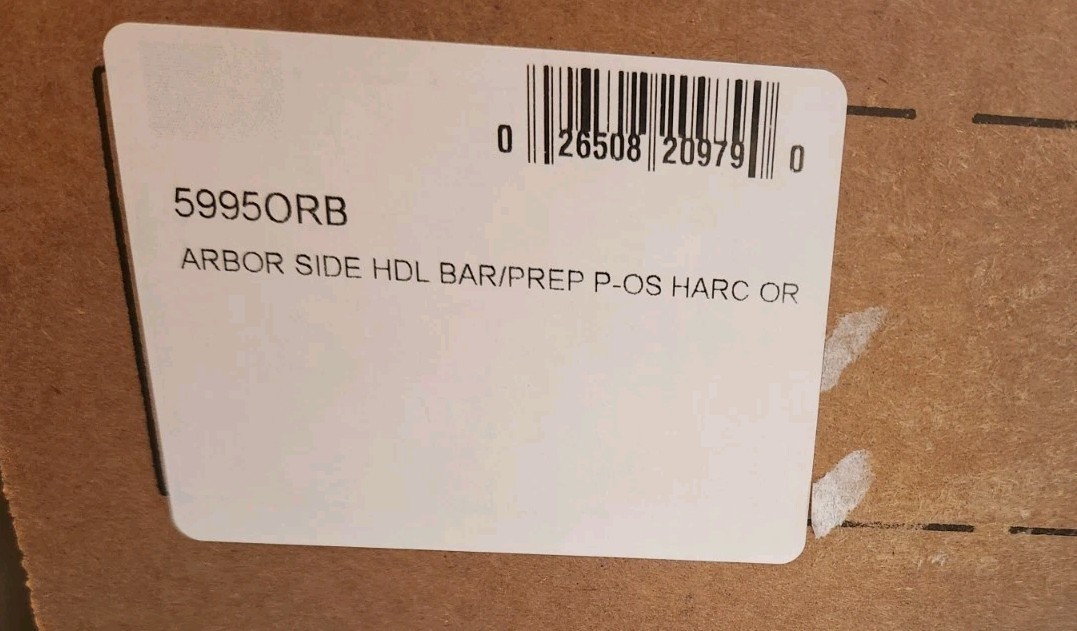 0 26508 20979 0
5995ORB
ARBOR SIDE HDL BAR/PREP P-OS HARC OR